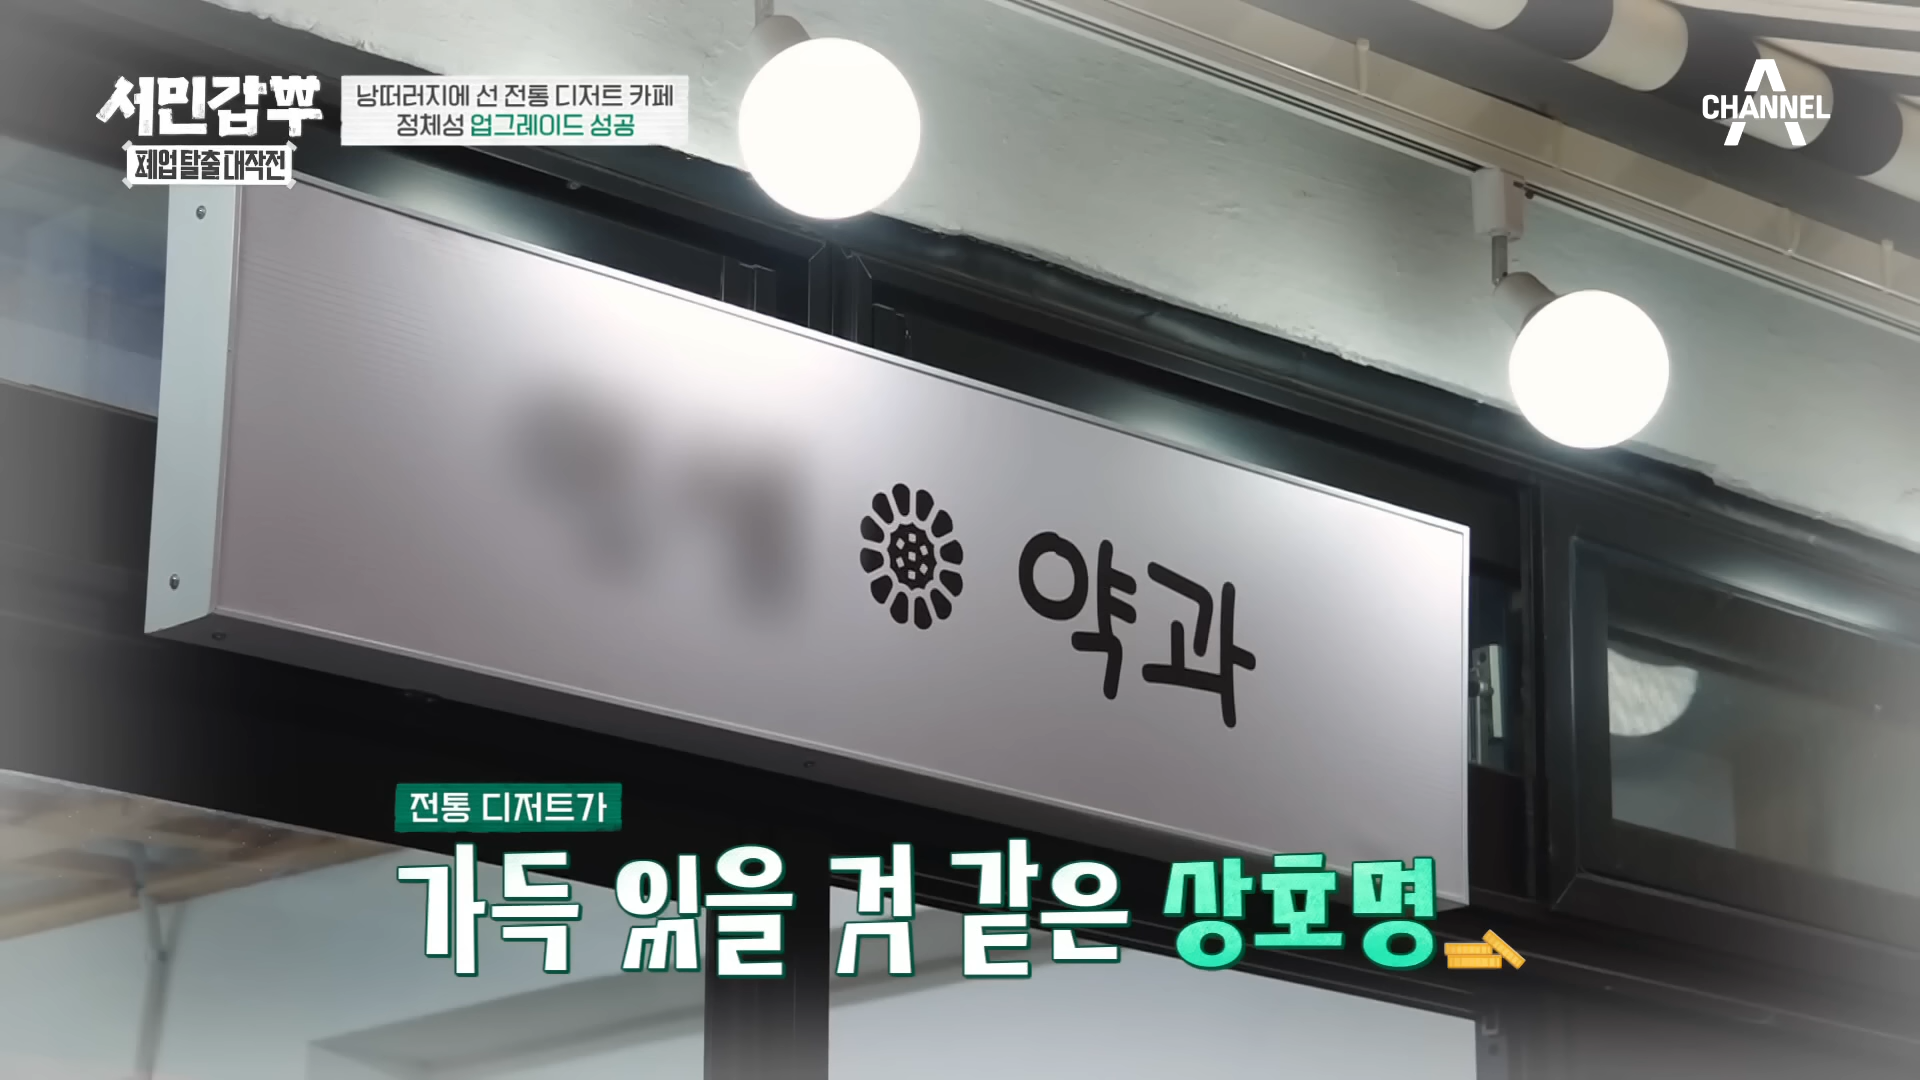 서민갑뿌
폐업 탈출 대작전
낭떠러지에 선 전통 디저트 카페
정체성 업그레이드 성공
CHANNEL A
약과
전통 디저트가
가득 있을 것 같은 상호명